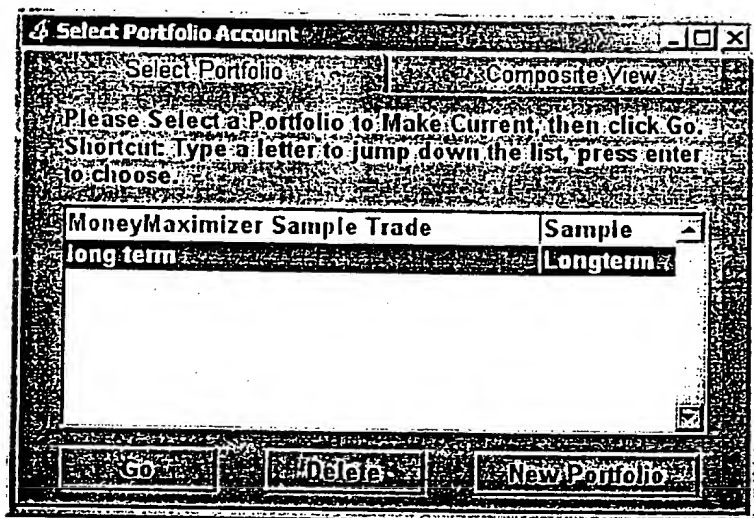 Select Portfolio Account
Select Portfolio Composite View
Please Select a Portfolio to Make Current, then click Go.
Shortcut: Type a letter to jump down the list, press enter
to choose.
MoneyMaximizer Sample Trade Sample
long term Longterm
Go Delete New Portfolio